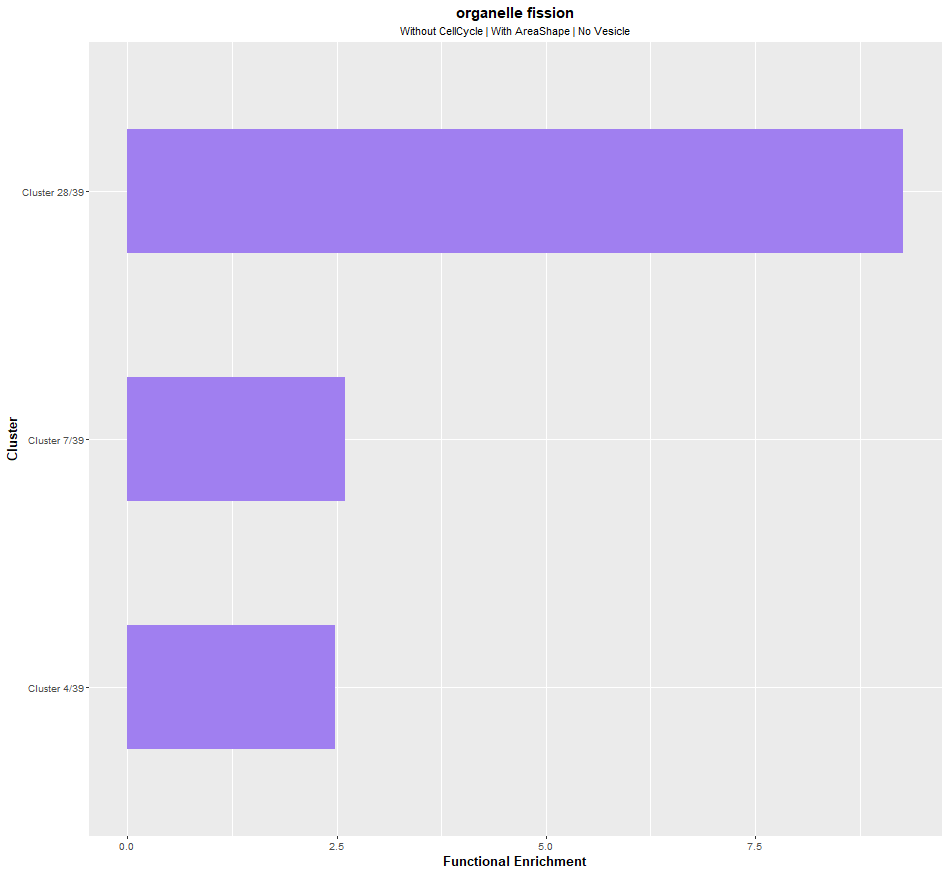 organelle fission
Without CellCycle | With AreaShape | No Vesicle
Cluster 28/39
Cluster 7/39
Cluster 4/39
Cluster
0.0 2.5 5.0 7.5
Functional Enrichment